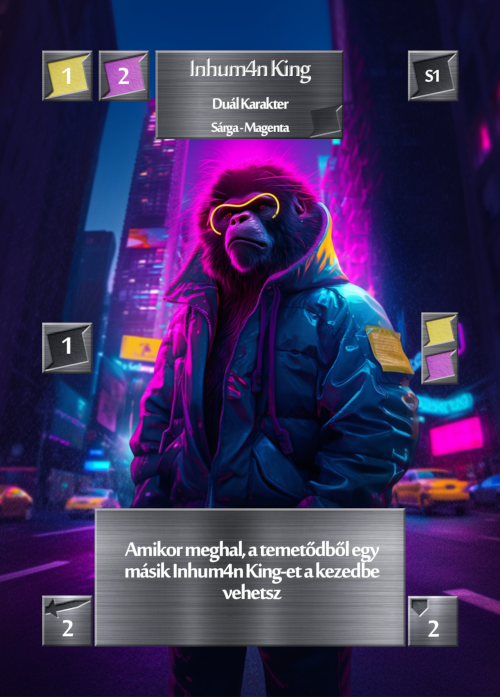 1 2 Inhum4n King S1
Duál Karakter
Sárga - Magenta
1
Amikor meghal, a temetődből egy
másik Inhum4n King-et a kezedbe
vehetsz
2 2